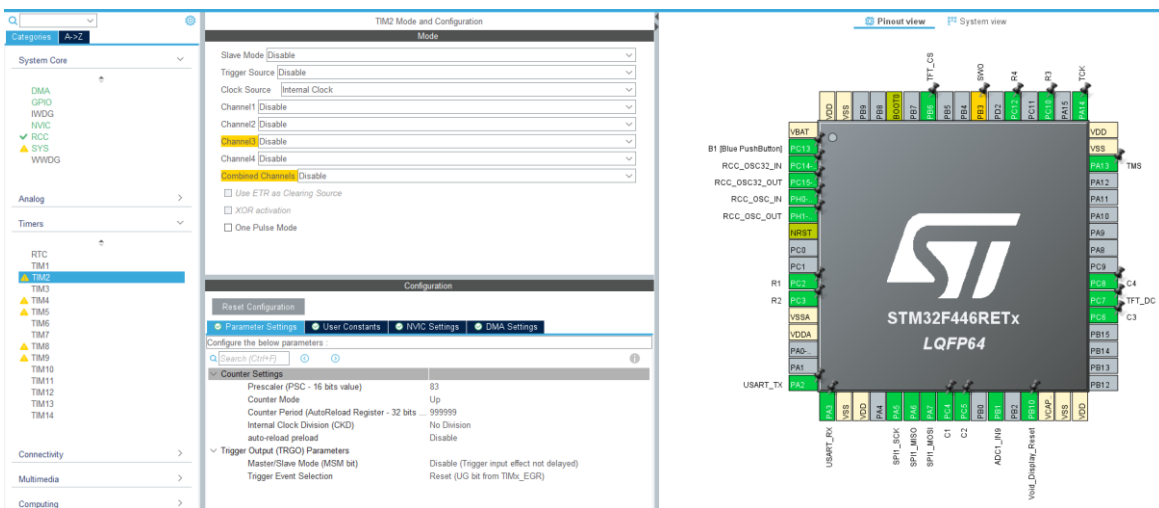 Categories A->Z
System Core
DMA
GPIO
IWDG
NVIC
RCC
SYS
WWDG
Analog
Timers
RTC
TIM1
TIM2
TIM3
TIM4
TIM5
TIM6
TIM7
TIM8
TIM9
TIM10
TIM11
TIM12
TIM13
TIM14
Connectivity
Multimedia
Computing
TIM2 Mode and Configuration
Mode
Slave Mode Disable
Trigger Source Disable
Clock Source Internal Clock
Channel1 Disable
Channel2 Disable
Channel3 Disable
Channel4 Disable
Combined Channels Disable
Use ETR as Clearing Source
XOR activation
One Pulse Mode
Configuration
Reset Configuration
Parameter Settings User Constants NVIC Settings DMA Settings
Configure the below parameters :
Search (Ctrl+F)
Counter Settings
Prescaler (PSC - 16 bits value) 83
Counter Mode Up
Counter Period (AutoReload Register - 32 bits ... 999999
Internal Clock Division (CKD) No Division
auto-reload preload Disable
Trigger Output (TRGO) Parameters
Master/Slave Mode (MSM bit) Disable (Trigger input effect not delayed)
Trigger Event Selection Reset (UG bit from TIMx_EGR)
Pinout view System view
TFT_CS SWO R4 R3 TCK
VDD VSS PB9 PB8 BOOT0 PB7 PB6 PB5 PB4 PB3 PD2 PC12 PC11 PC10 PA15 PA14
VBAT VDD
B1 [Blue PushButton] PC13 VSS
RCC_OSC32_IN PC14- PA13 TMS
RCC_OSC32_OUT PC15- PA12
RCC_OSC_IN PH0-.. PA11
RCC_OSC_OUT PH1-.. PA10
NRST PA9
PC0 PA8
PC1 PC9
R1 PC2 PC8 C4
R2 PC3 PC7 TFT_DC
VSSA PC6 C3
VDDA PB15
PA0-.. PB14
PA1 PB13
USART_TX PA2 PB12
STM32F446RETx
LQFP64
PA3 VSS VDD PA4 PA5 PA6 PA7 PC4 PC5 PB0 PB1 PB2 PB10 VCAP.. VSS VDD
USART_RX SPI1_SCK SPI1_MISO SPI1_MOSI C1 C2 ADC1_IN9 Void_Display_Reset